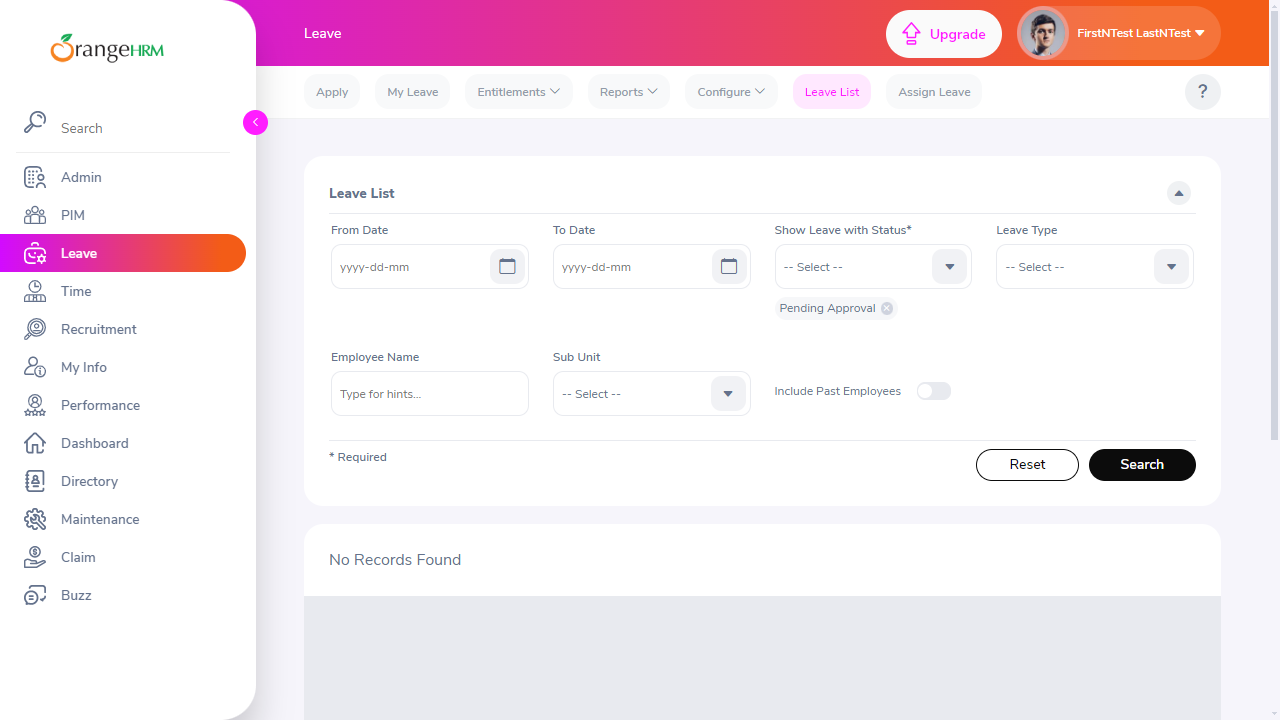 OrangeHRM
Leave
Upgrade
FirstNTest LastNTest
Apply
My Leave
Entitlements
Reports
Configure
Leave List
Assign Leave
?
Search
Admin
PIM
Leave
Time
Recruitment
My Info
Performance
Dashboard
Directory
Maintenance
Claim
Buzz
Leave List
From Date
To Date
Show Leave with Status*
Leave Type
yyyy-dd-mm
yyyy-dd-mm
-- Select --
-- Select --
Pending Approval
Employee Name
Sub Unit
Type for hints...
-- Select --
Include Past Employees
* Required
Reset
Search
No Records Found